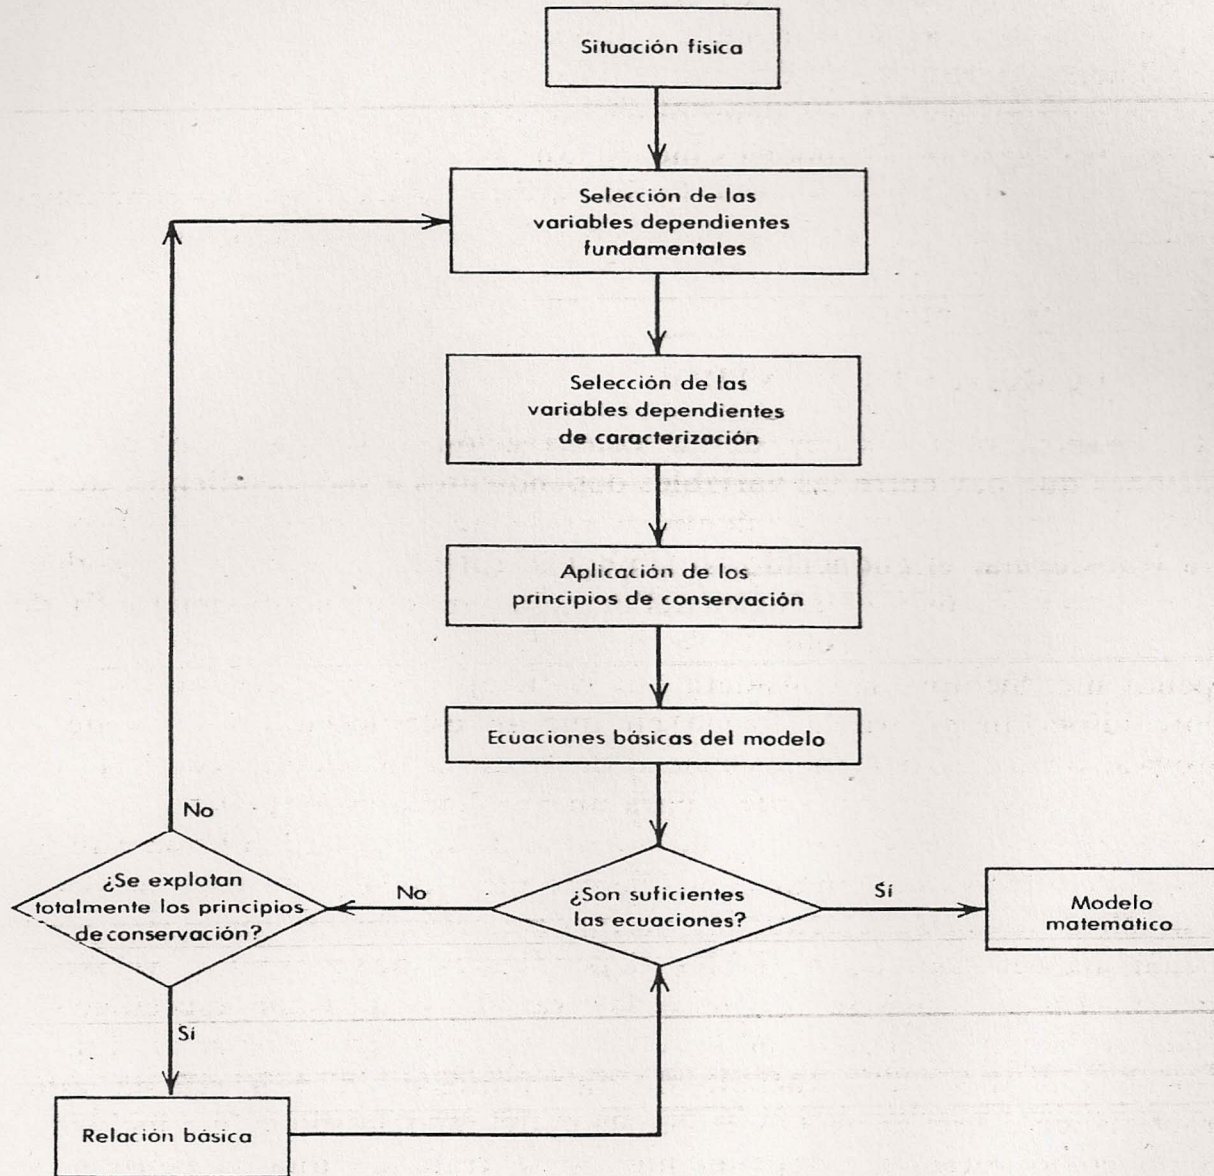 Situación física
Selección de las
variables dependientes
fundamentales
Selección de las
variables dependientes
de caracterización
Aplicación de los
principios de conservación
Ecuaciones básicas del modelo
No
¿Se explotan
totalmente los principios
de conservación?
No
¿Son suficientes
las ecuaciones?
Sí
Modelo
matemático
Sí
Relación básica